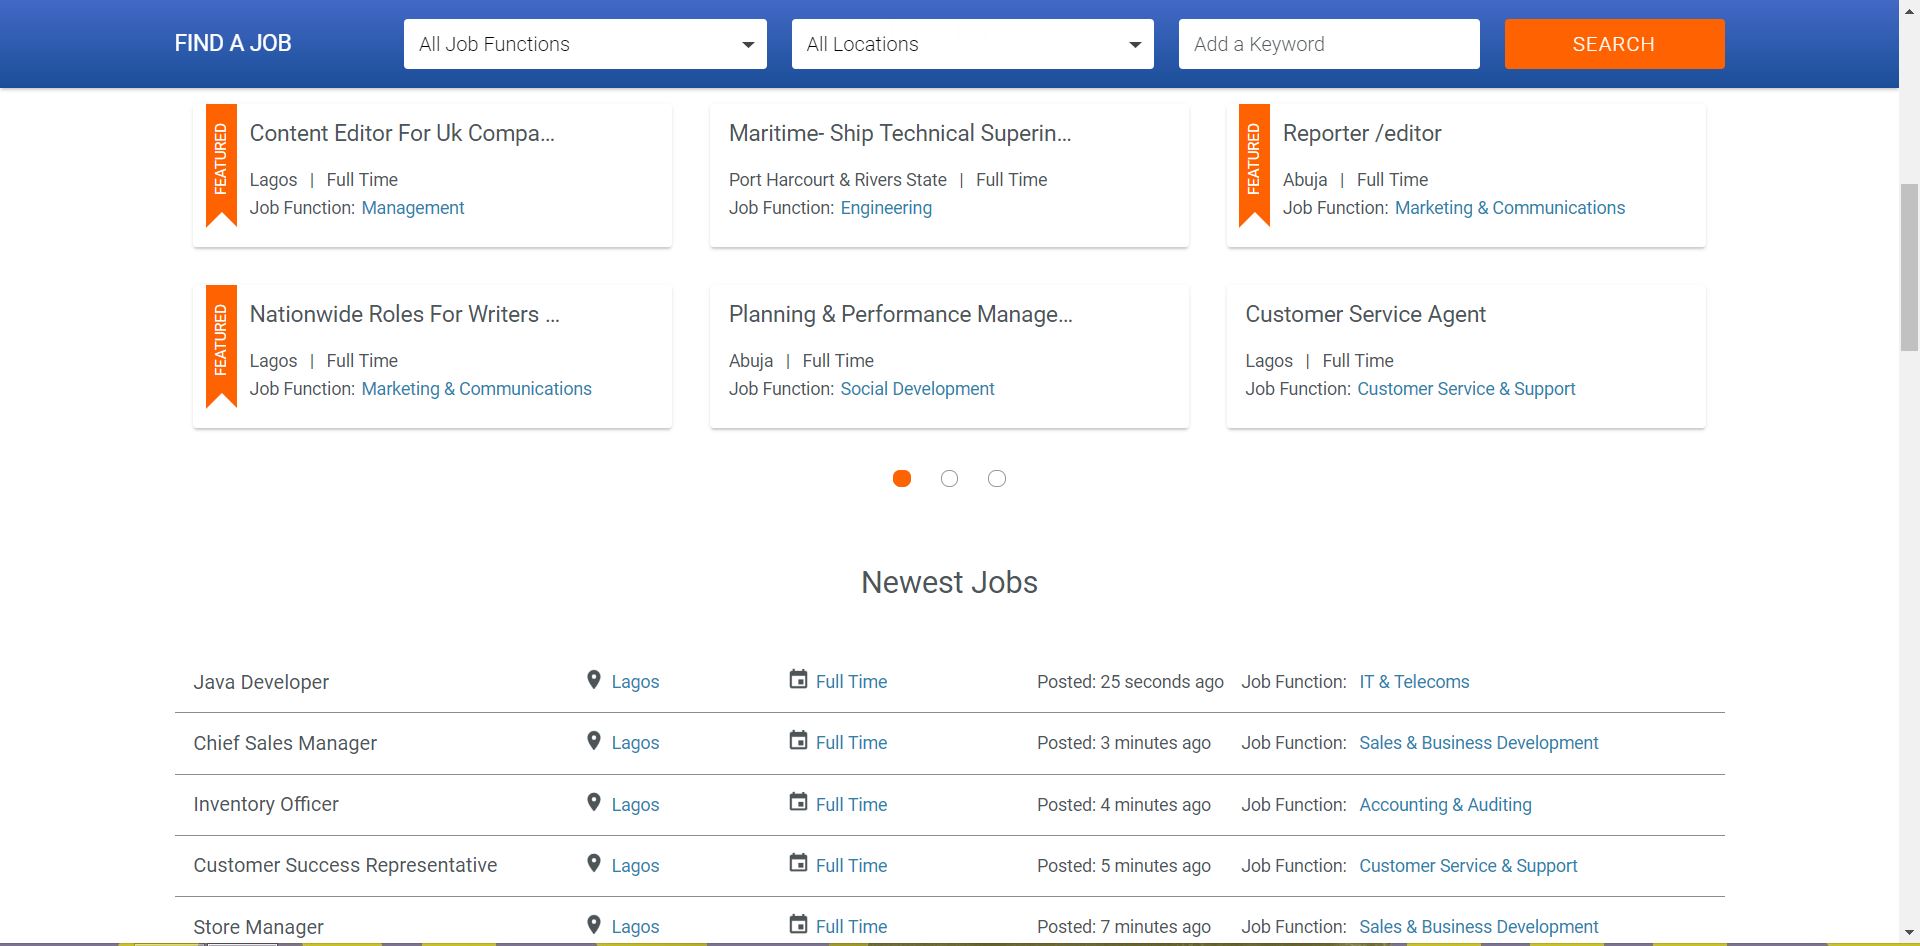 FIND A JOB All Job Functions All Locations Add a Keyword SEARCH
FEATURED
Content Editor For Uk Compa...
Lagos | Full Time
Job Function: Management
Maritime- Ship Technical Superin...
Port Harcourt & Rivers State | Full Time
Job Function: Engineering
FEATURED
Reporter /editor
Abuja | Full Time
Job Function: Marketing & Communications
FEATURED
Nationwide Roles For Writers ...
Lagos | Full Time
Job Function: Marketing & Communications
Planning & Performance Manage...
Abuja | Full Time
Job Function: Social Development
Customer Service Agent
Lagos | Full Time
Job Function: Customer Service & Support
Newest Jobs
Java Developer Lagos Full Time Posted: 25 seconds ago Job Function: IT & Telecoms
Chief Sales Manager Lagos Full Time Posted: 3 minutes ago Job Function: Sales & Business Development
Inventory Officer Lagos Full Time Posted: 4 minutes ago Job Function: Accounting & Auditing
Customer Success Representative Lagos Full Time Posted: 5 minutes ago Job Function: Customer Service & Support
Store Manager Lagos Full Time Posted: 7 minutes ago Job Function: Sales & Business Development